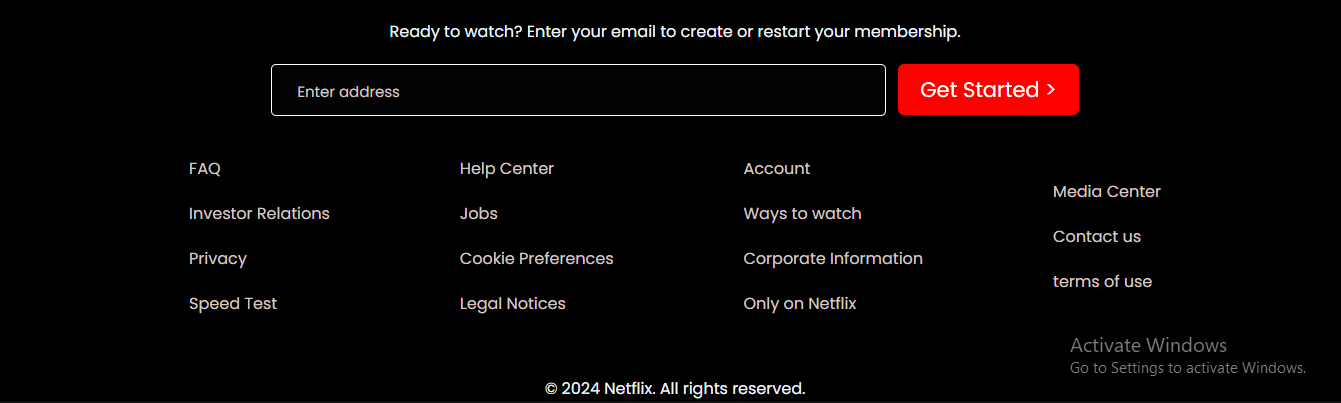 Ready to watch? Enter your email to create or restart your membership.
Enter address
Get Started >
FAQ
Investor Relations
Privacy
Speed Test
Help Center
Jobs
Cookie Preferences
Legal Notices
Account
Ways to watch
Corporate Information
Only on Netflix
Media Center
Contact us
terms of use
Activate Windows
Go to Settings to activate Windows.
© 2024 Netflix. All rights reserved.